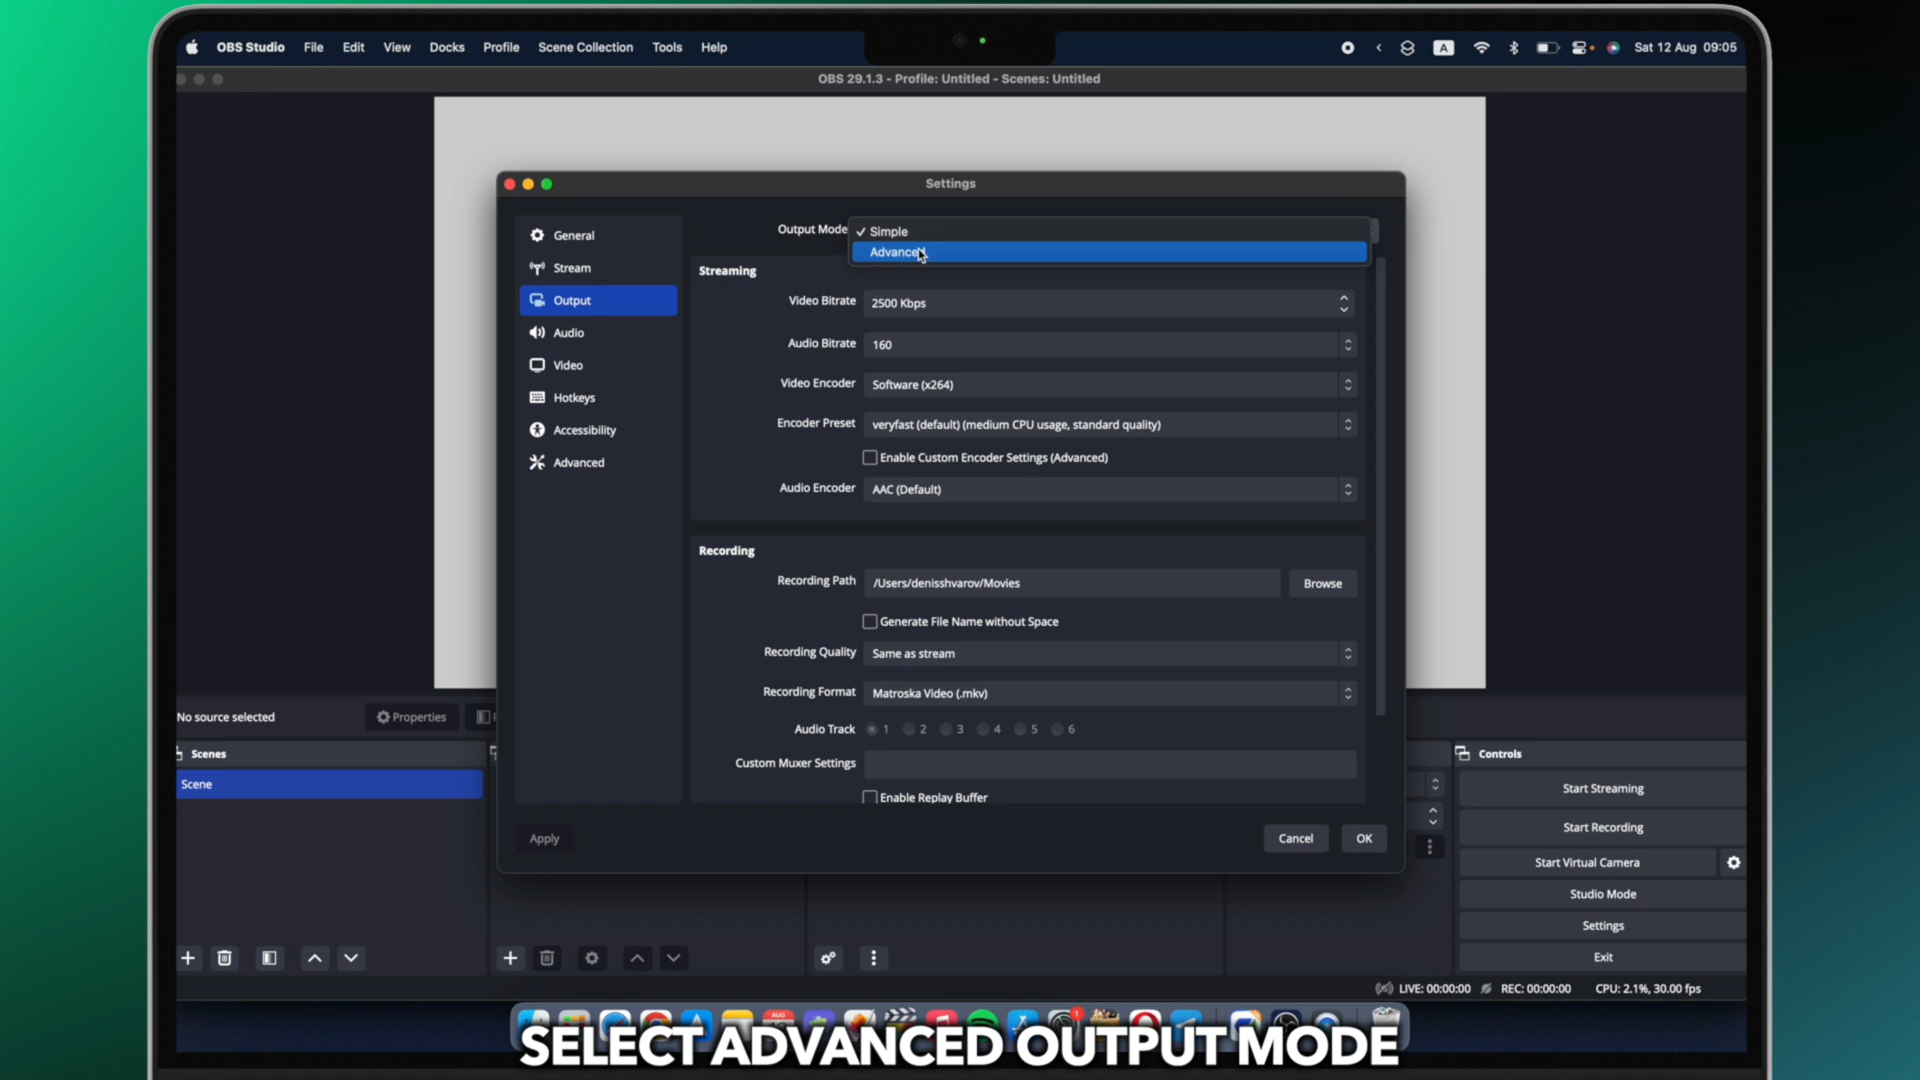 OBS Studio File Edit View Docks Profile Scene Collection Tools Help
A Sat 12 Aug 09:05
OBS 29.1.3 - Profile: Untitled - Scenes: Untitled
Settings
General
Stream
Output
Audio
Video
Hotkeys
Accessibility
Advanced
Output Mode
✓ Simple
Advanced
Streaming
Video Bitrate 2500 Kbps
Audio Bitrate 160
Video Encoder Software (x264)
Encoder Preset veryfast (default) (medium CPU usage, standard quality)
Enable Custom Encoder Settings (Advanced)
Audio Encoder AAC (Default)
Recording
Recording Path /Users/denisshvarov/Movies Browse
Generate File Name without Space
Recording Quality Same as stream
Recording Format Matroska Video (.mkv)
Audio Track 1 2 3 4 5 6
Custom Muxer Settings
Enable Replay Buffer
Apply Cancel OK
No source selected Properties
Scenes
Scene
Controls
Start Streaming
Start Recording
Start Virtual Camera
Studio Mode
Settings
Exit
LIVE: 00:00:00 REC: 00:00:00 CPU: 2.1%, 30.00 fps
AUG
1
SELECT ADVANCED OUTPUT MODE